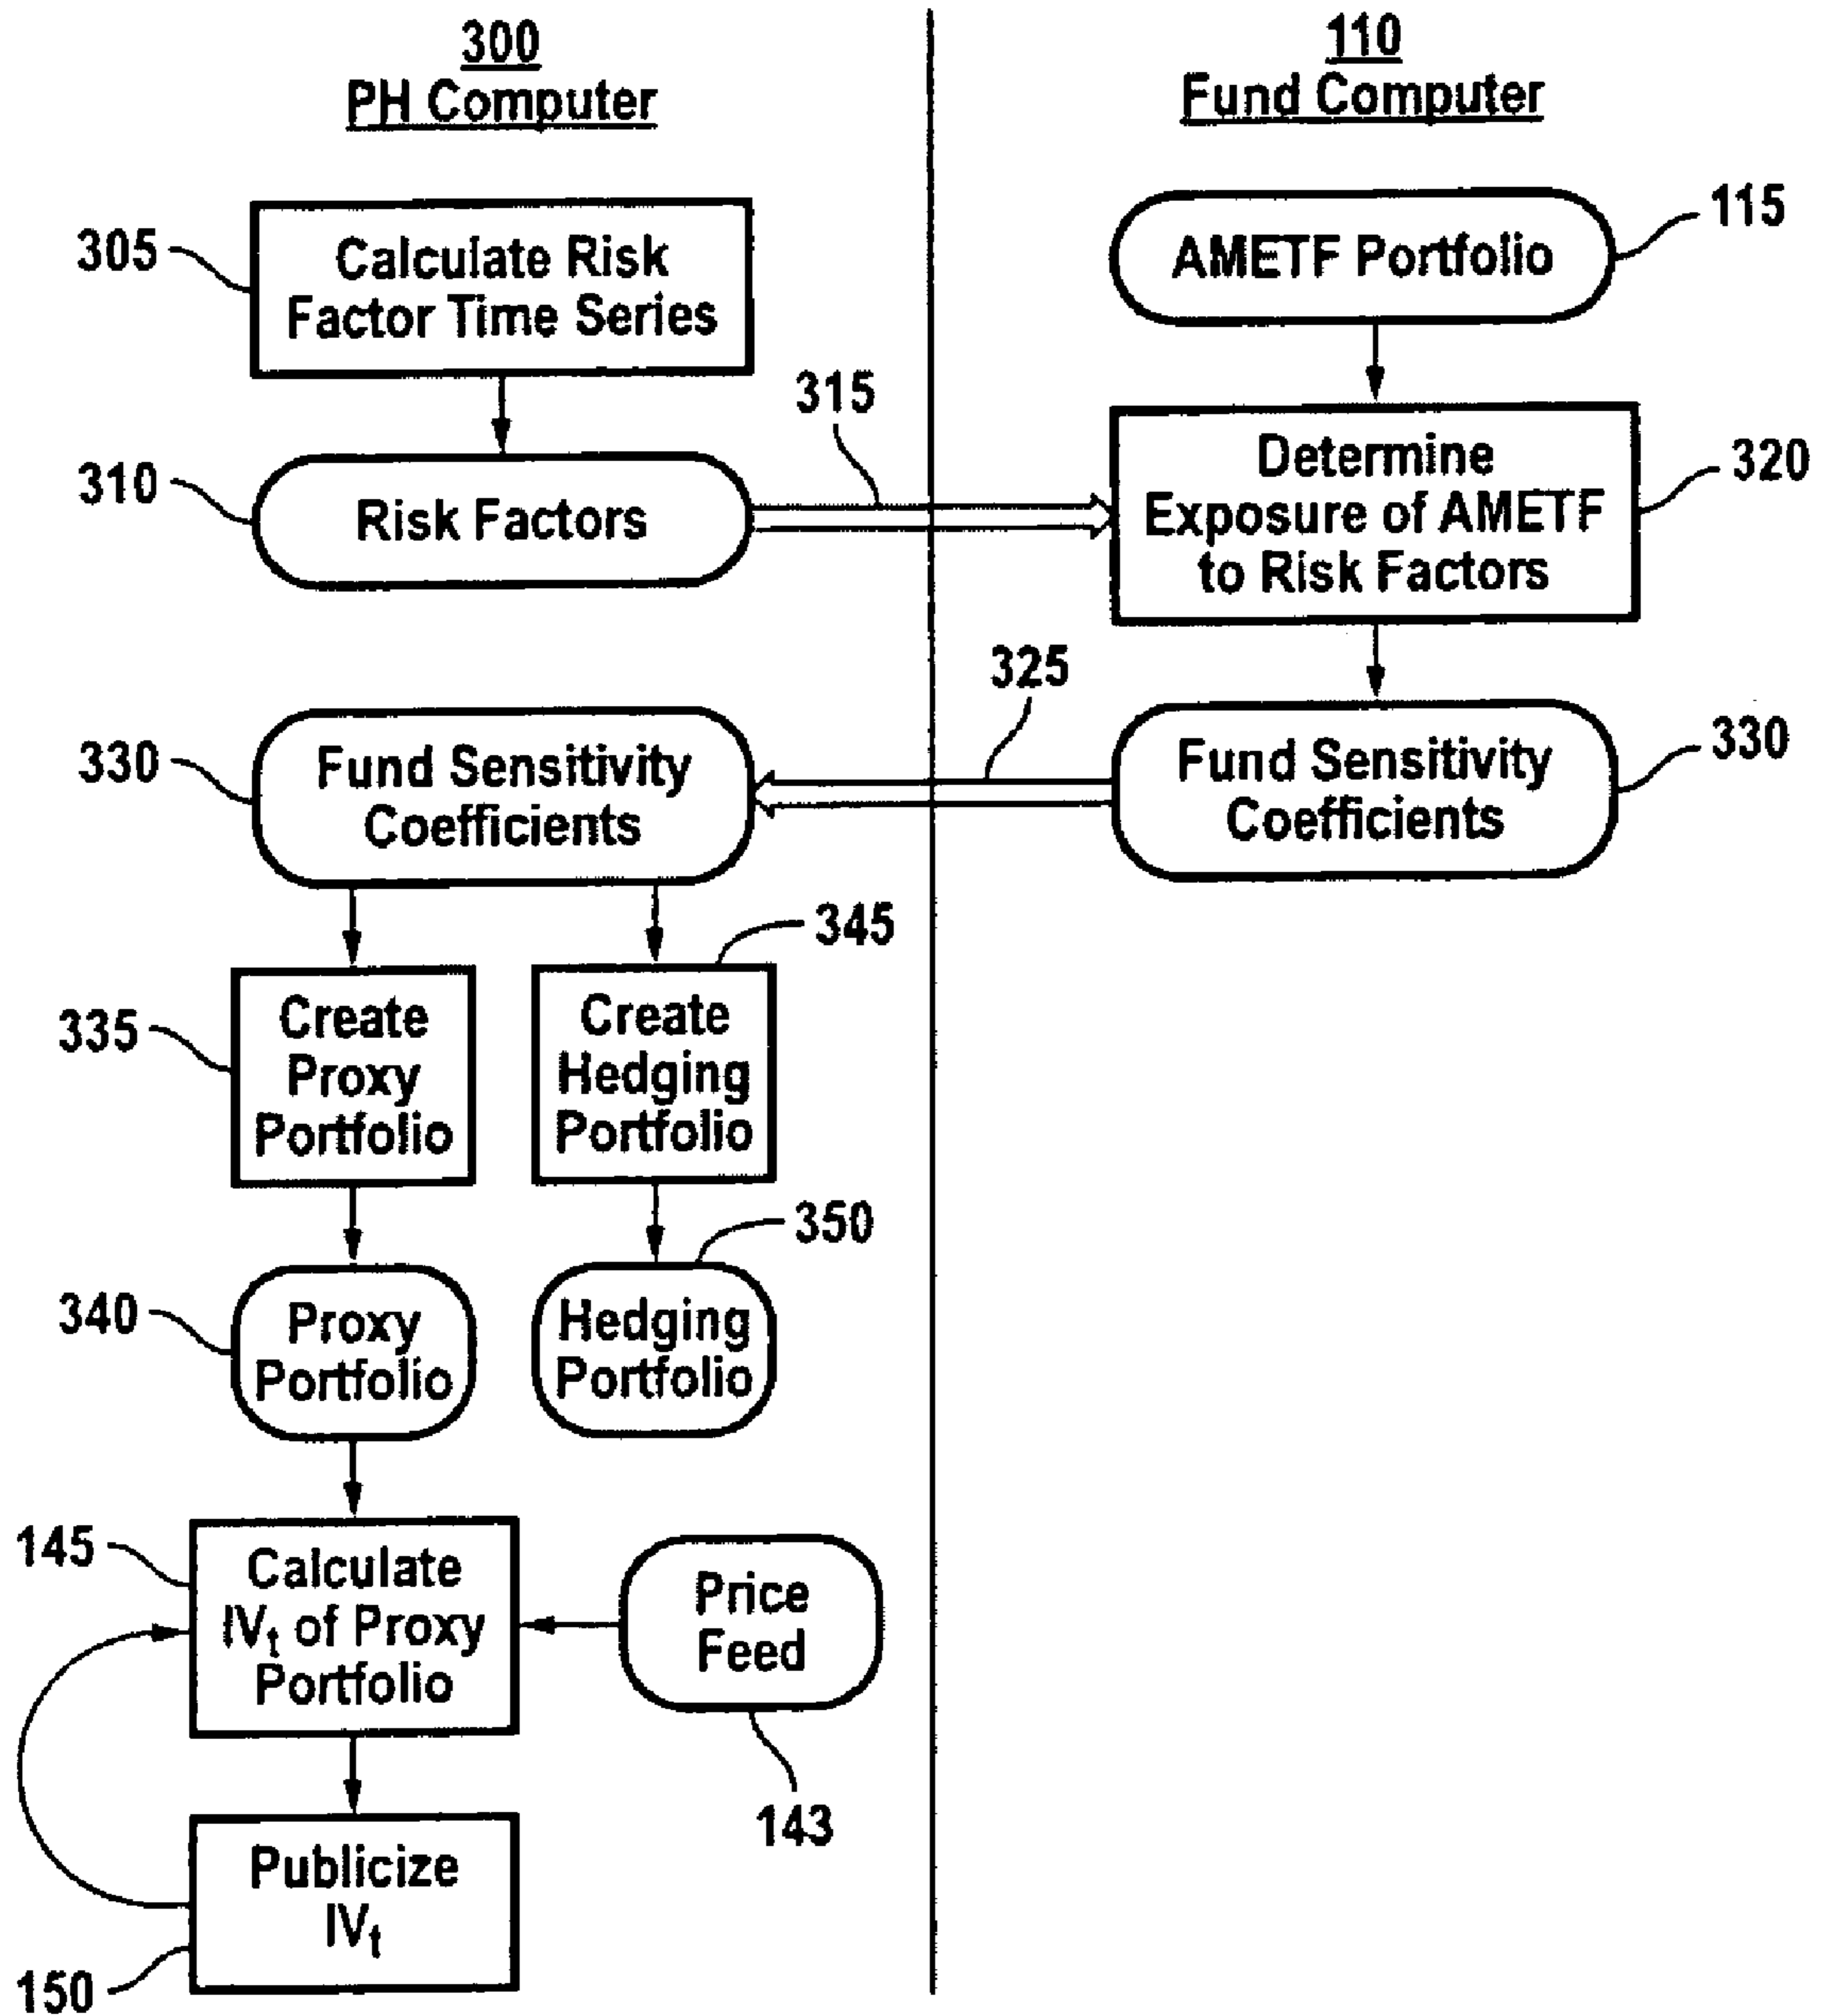 300
PH Computer
110
Fund Computer
305
Calculate Risk
Factor Time Series
AMETF Portfolio
115
315
310
Risk Factors
Determine
Exposure of AMETF
to Risk Factors
320
325
330
Fund Sensitivity
Coefficients
Fund Sensitivity
Coefficients
330
345
335
Create
Proxy
Portfolio
Create
Hedging
Portfolio
350
340
Proxy
Portfolio
Hedging
Portfolio
145
Calculate
IVt of Proxy
Portfolio
Price
Feed
143
Publicize
IVt
150